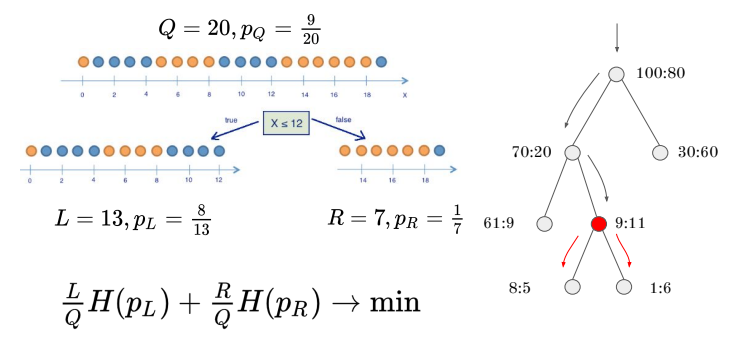 Q = 20, p_Q = 9/20
0 2 4 6 8 10 12 14 16 18 X
true X ≤ 12 false
0 2 4 6 8 10 12
14 16 18
L = 13, p_L = 8/13
R = 7, p_R = 1/7
L/Q H(p_L) + R/Q H(p_R) → min
100:80
70:20 30:60
61:9 9:11
8:5 1:6